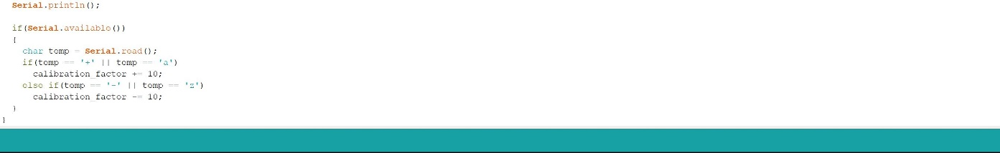 Serial.println();
if(Serial.available())
{
char temp = Serial.read();
if(temp == '+' || temp == 'a')
calibration_factor += 10;
else if(temp == '-' || temp == 'z')
calibration_factor -= 10;
}
}